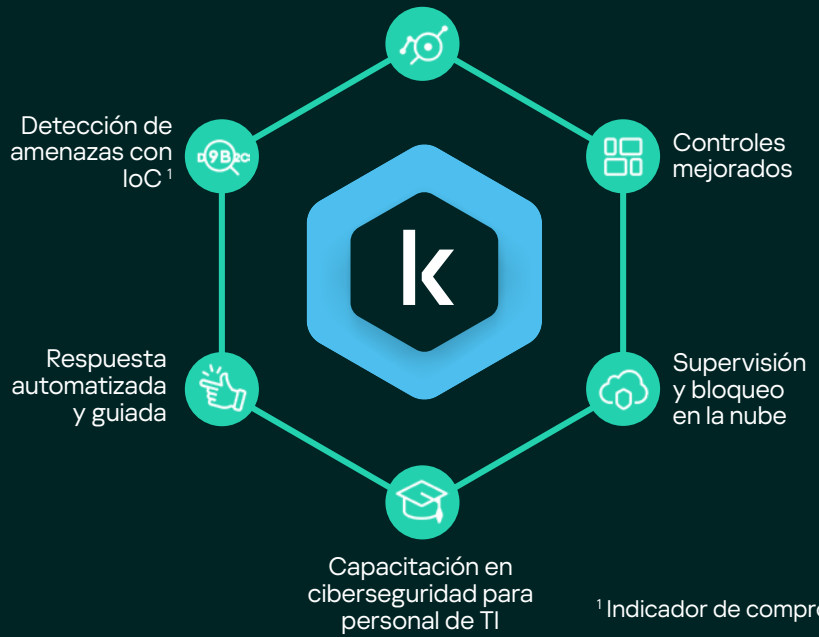 Detección de
amenazas con
IoC ¹
D9B2C
Controles
mejorados
k
Respuesta
automatizada
y guiada
Supervisión
y bloqueo
en la nube
Capacitación en
ciberseguridad para
personal de TI
¹ Indicador de compro